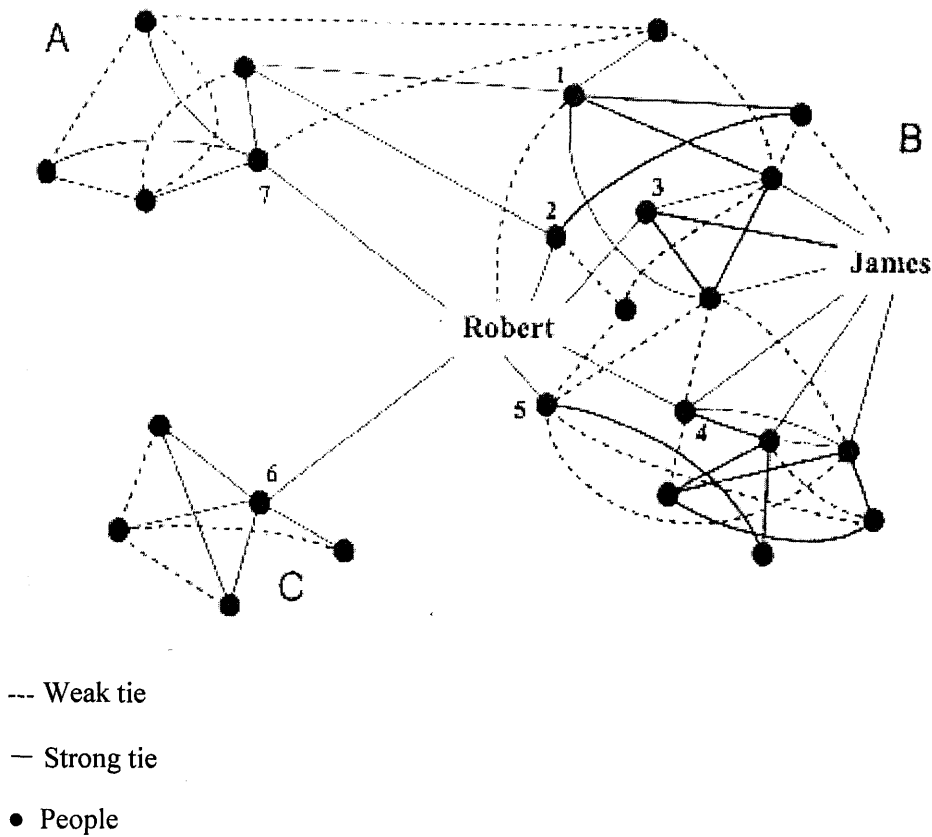 A
1
B
3
2
7
James
Robert
5
4
6
C
--- Weak tie
— Strong tie
● People